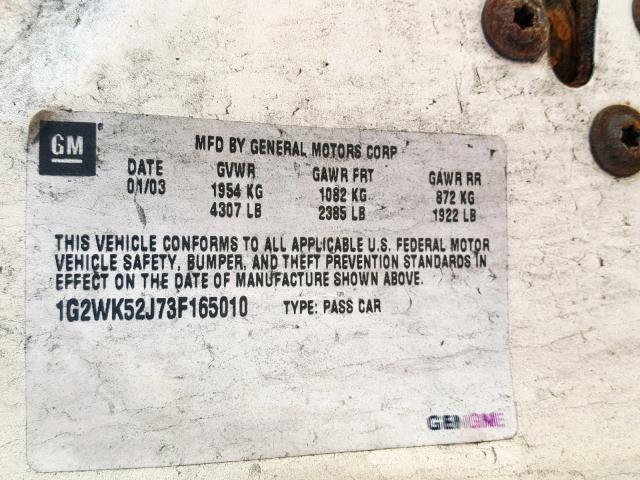 GM
MFD BY GENERAL MOTORS CORP
DATE GVWR GAWR FRT GAWR RR
01/03 1954 KG 1082 KG 872 KG
4307 LB 2385 LB 1922 LB
THIS VEHICLE CONFORMS TO ALL APPLICABLE U.S. FEDERAL MOTOR
VEHICLE SAFETY, BUMPER, AND THEFT PREVENTION STANDARDS IN
EFFECT ON THE DATE OF MANUFACTURE SHOWN ABOVE.
1G2WK52J73F165010 TYPE: PASS CAR